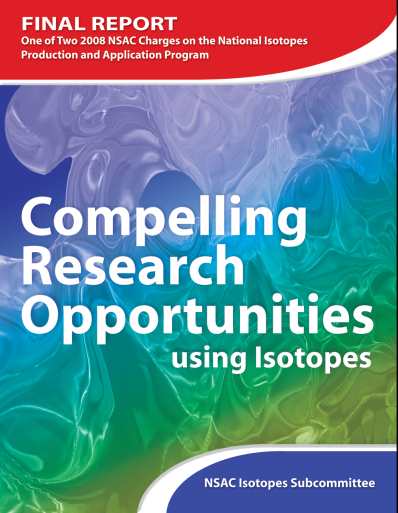 FINAL REPORT
One of Two 2008 NSAC Charges on the National Isotopes
Production and Application Program
Compelling
Research
Opportunities
using Isotopes
NSAC Isotopes Subcommittee